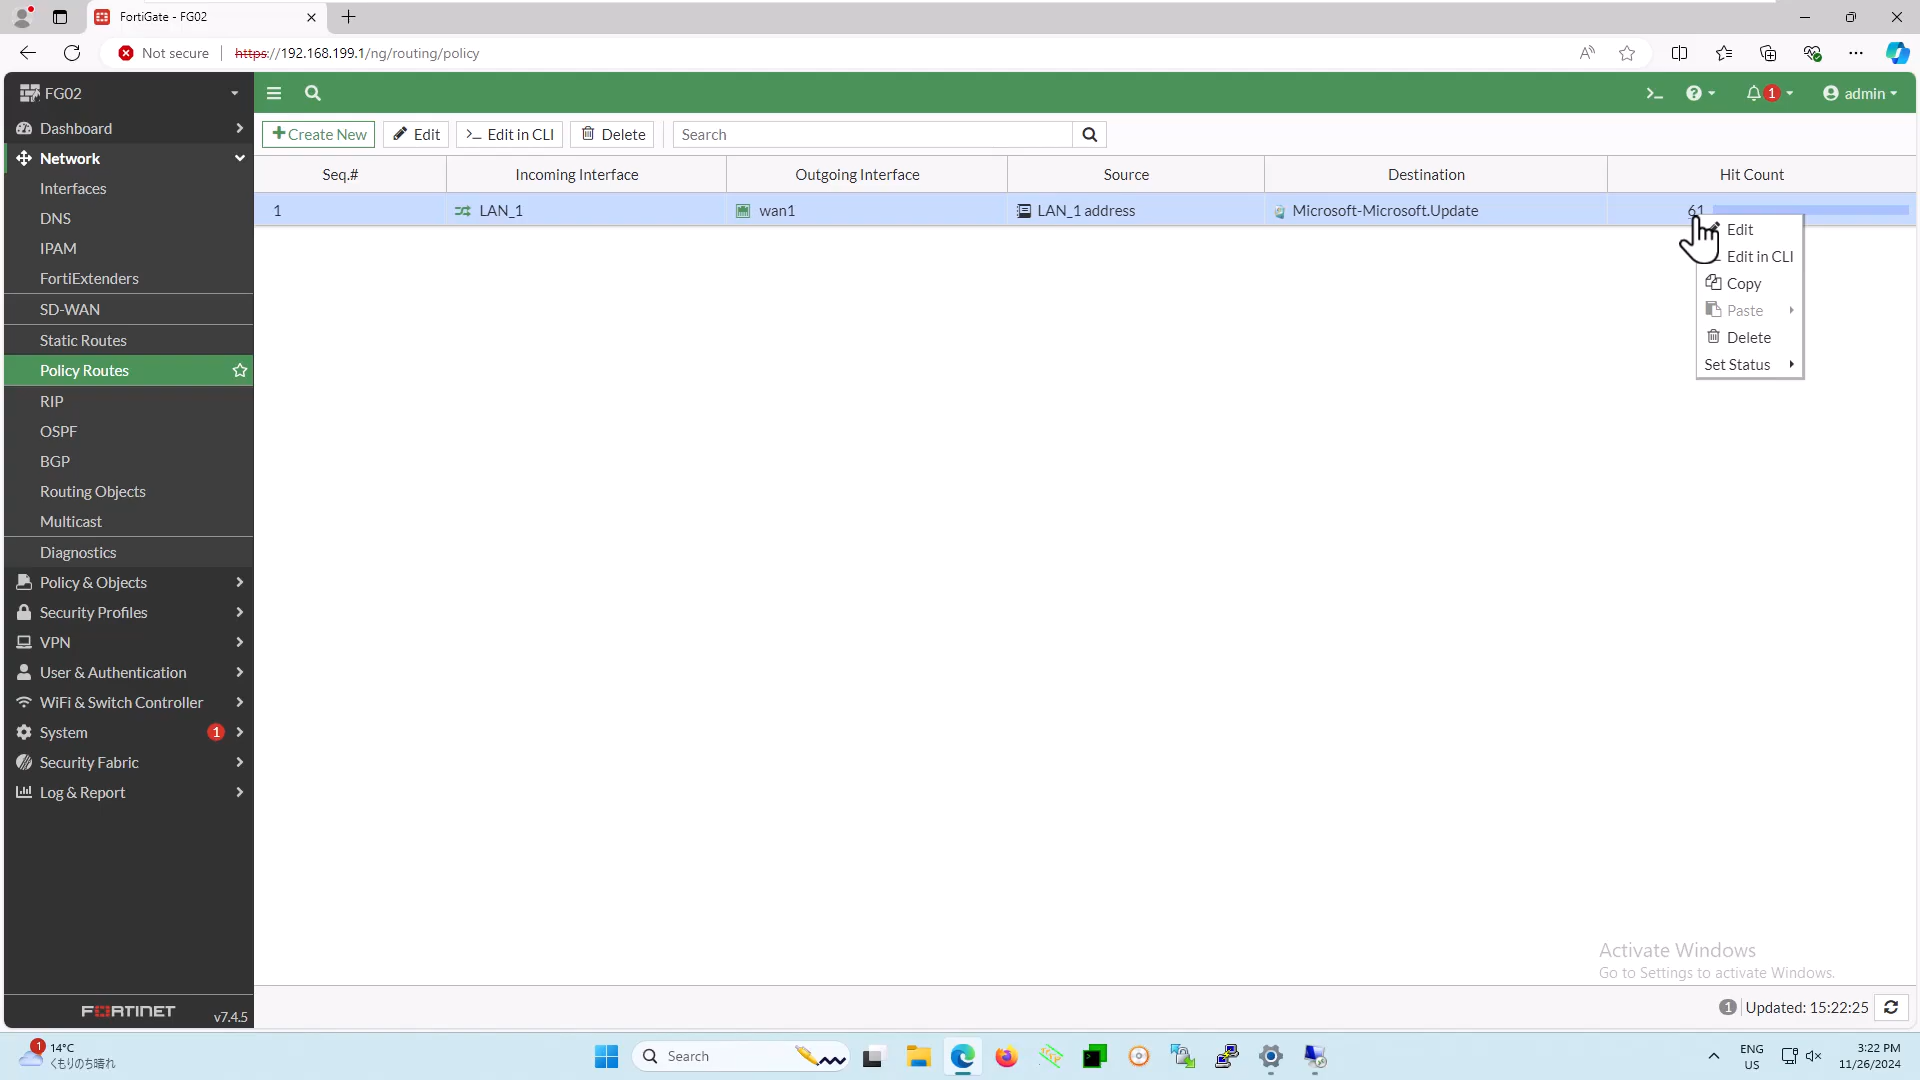 FortiGate - FG02
Not secure
https://192.168.199.1/ng/routing/policy
FG02
admin
1
Dashboard
Network
Interfaces
DNS
IPAM
FortiExtenders
SD-WAN
Static Routes
Policy Routes
RIP
OSPF
BGP
Routing Objects
Multicast
Diagnostics
Policy & Objects
Security Profiles
VPN
User & Authentication
WiFi & Switch Controller
System 1
Security Fabric
Log & Report
FORTINET v7.4.5
Create New Edit Edit in CLI Delete Search
Seq.# Incoming Interface Outgoing Interface Source Destination Hit Count
1 LAN_1 wan1 LAN_1 address Microsoft-Microsoft.Update 61
Edit
Edit in CLI
Copy
Paste
Delete
Set Status
Activate Windows
Go to Settings to activate Windows.
1 Updated: 15:22:25
1
14°C
くもりのち晴れ
Search
ENG
US
3:22 PM
11/26/2024